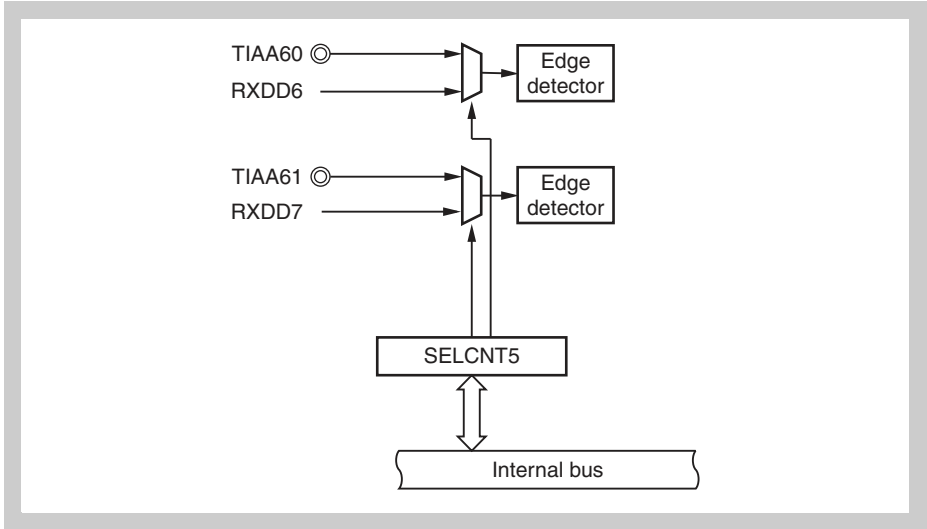 TIAA60
Edge
detector
RXDD6
TIAA61
Edge
detector
RXDD7
SELCNT5
Internal bus